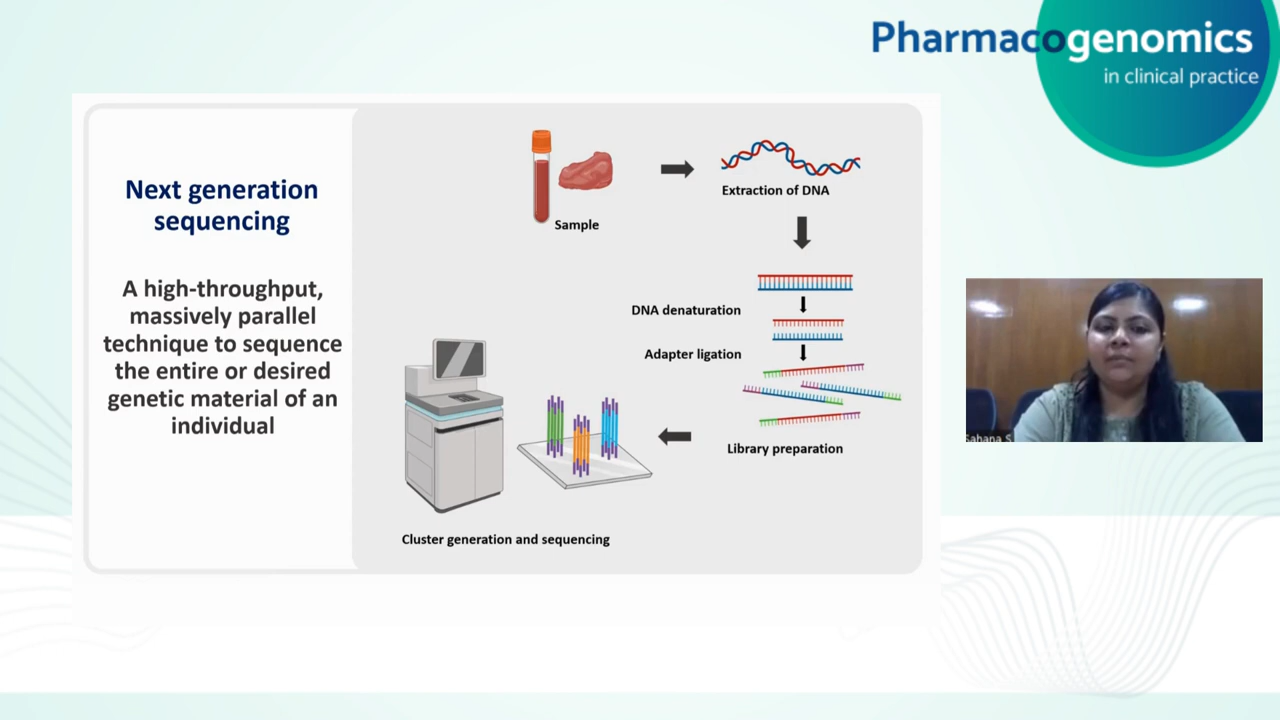 Pharmacogenomics
in clinical practice
Next generation
sequencing
A high-throughput,
massively parallel
technique to sequence
the entire or desired
genetic material of an
individual
Sample
Extraction of DNA
DNA denaturation
Adapter ligation
Library preparation
Cluster generation and sequencing
Sahana S